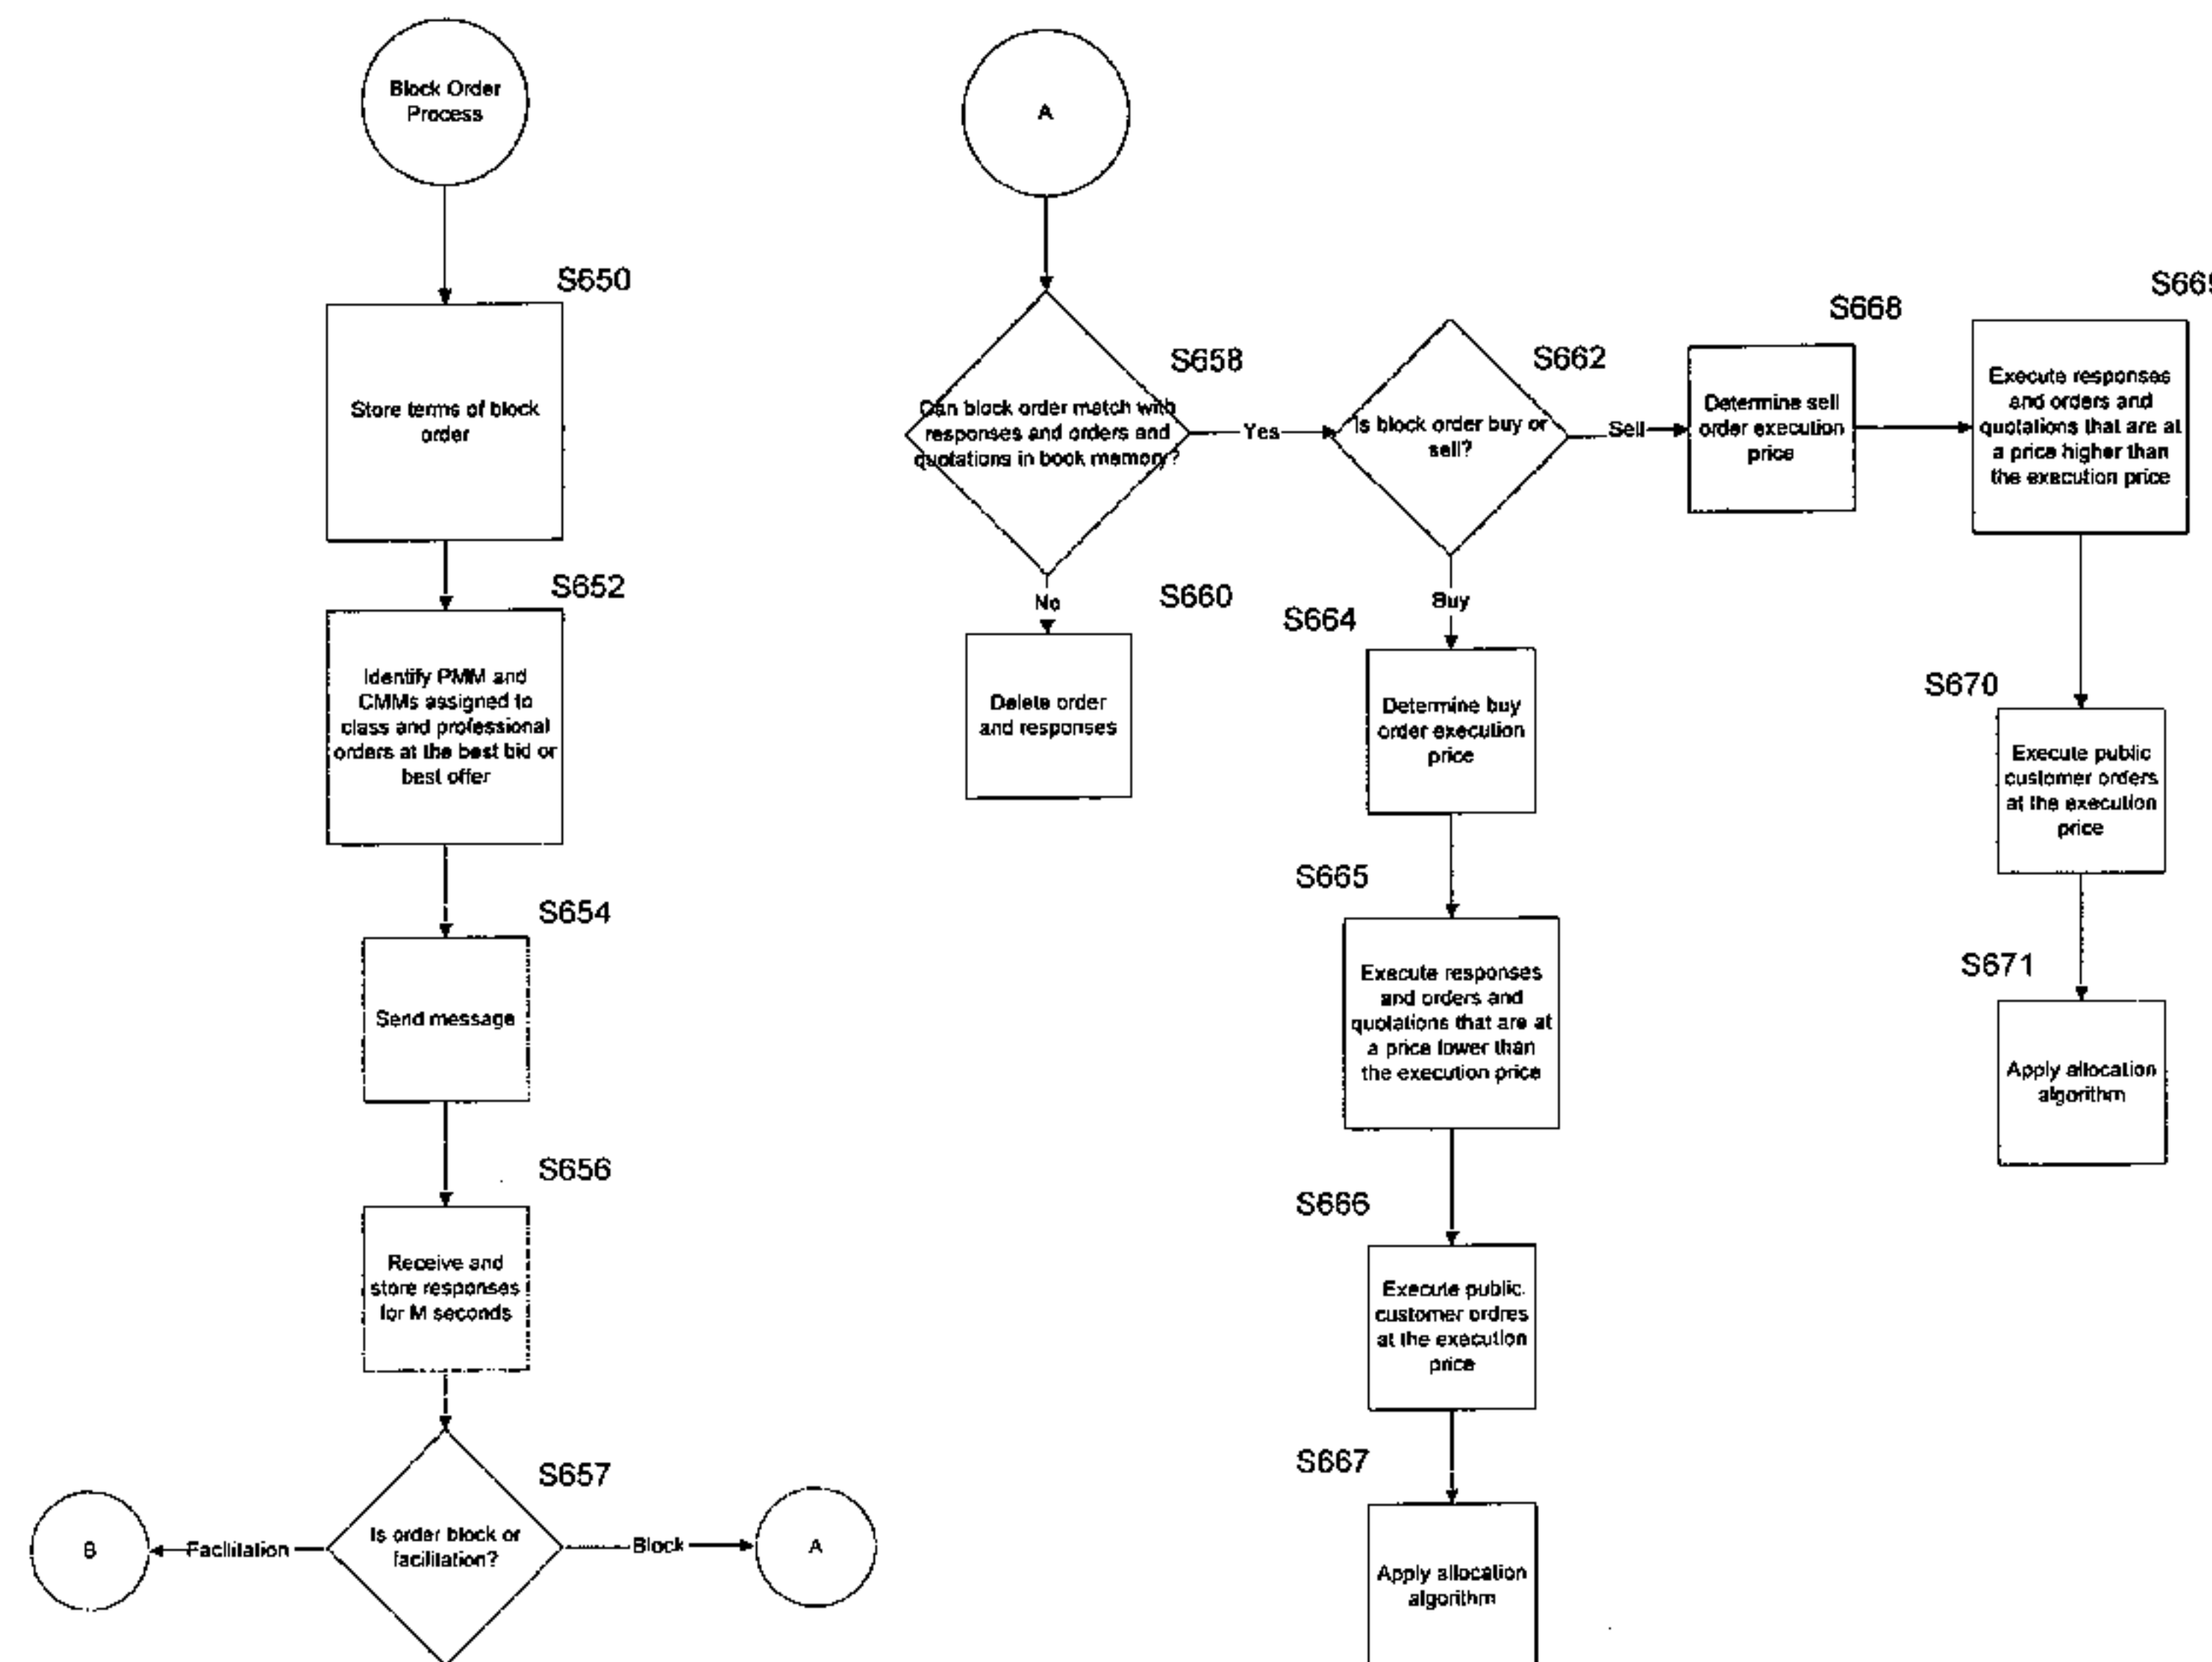 Block Order
Process
S650
Store terms of block
order
S652
Identify PMM and
CMMs assigned to
class and professional
orders at the best bid or
best offer
S654
Send message
S656
Receive and
store responses
for M seconds
S657
Is order block or
facilitation?
Facilitation
B
Block
A
A
S658
Can block order match with
responses and orders and
quotations in book memory?
Yes
No
S660
Delete order
and responses
S662
Is block order buy or
sell?
Sell
Buy
S664
Determine buy
order execution
price
S665
Execute responses
and orders and
quotations that are at
a price lower than
the execution price
S666
Execute public
customer ordres
at the execution
price
S667
Apply allocation
algorithm
S668
Determine sell
order execution
price
S669
Execute responses
and orders and
quotations that are at
a price higher than
the execution price
S670
Execute public
customer orders
at the execution
price
S671
Apply allocation
algorithm